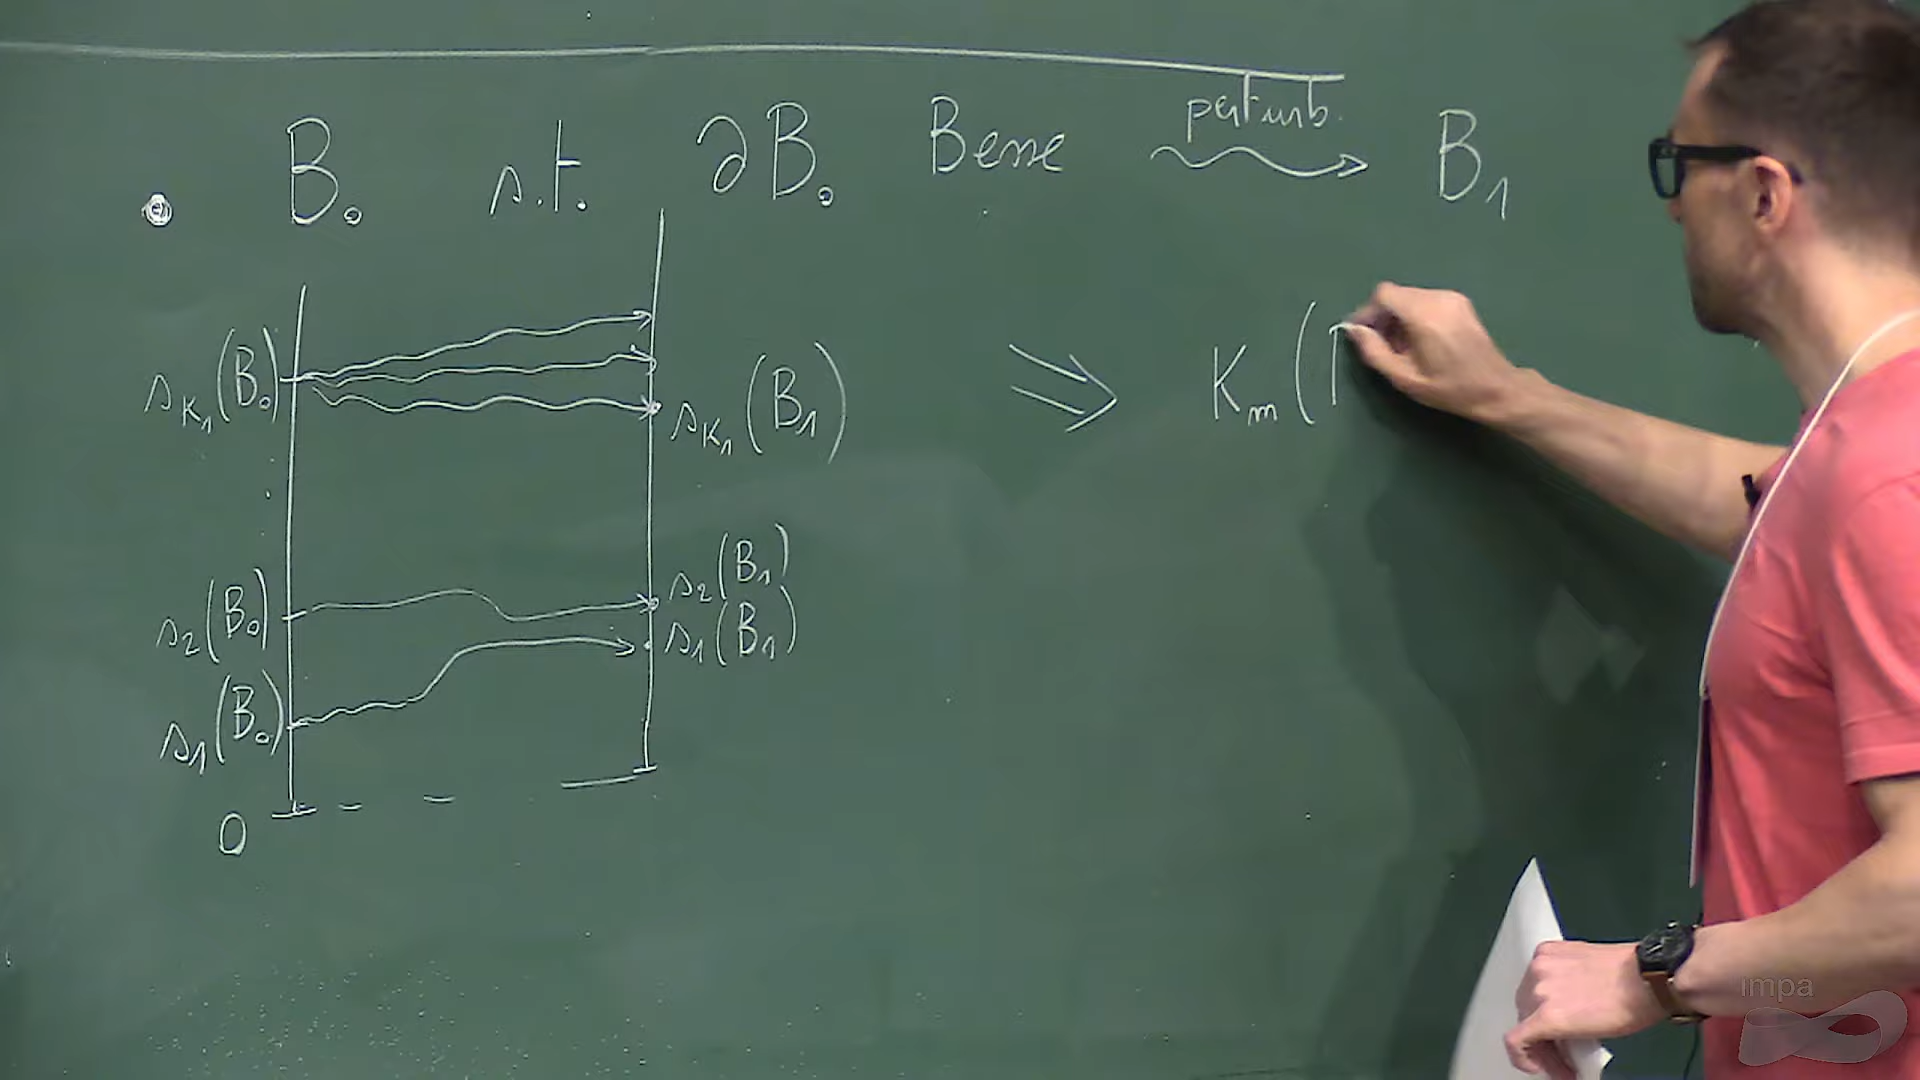 • B₀ s.t. ∂B₀ Besse perturb. ⇝ B₁
s_{K₁}(B₀) s_{K₁}(B₁) ⇒ K_m(
s₂(B₀) s₂(B₁)
s₁(B₀) s₁(B₁)
0
impa